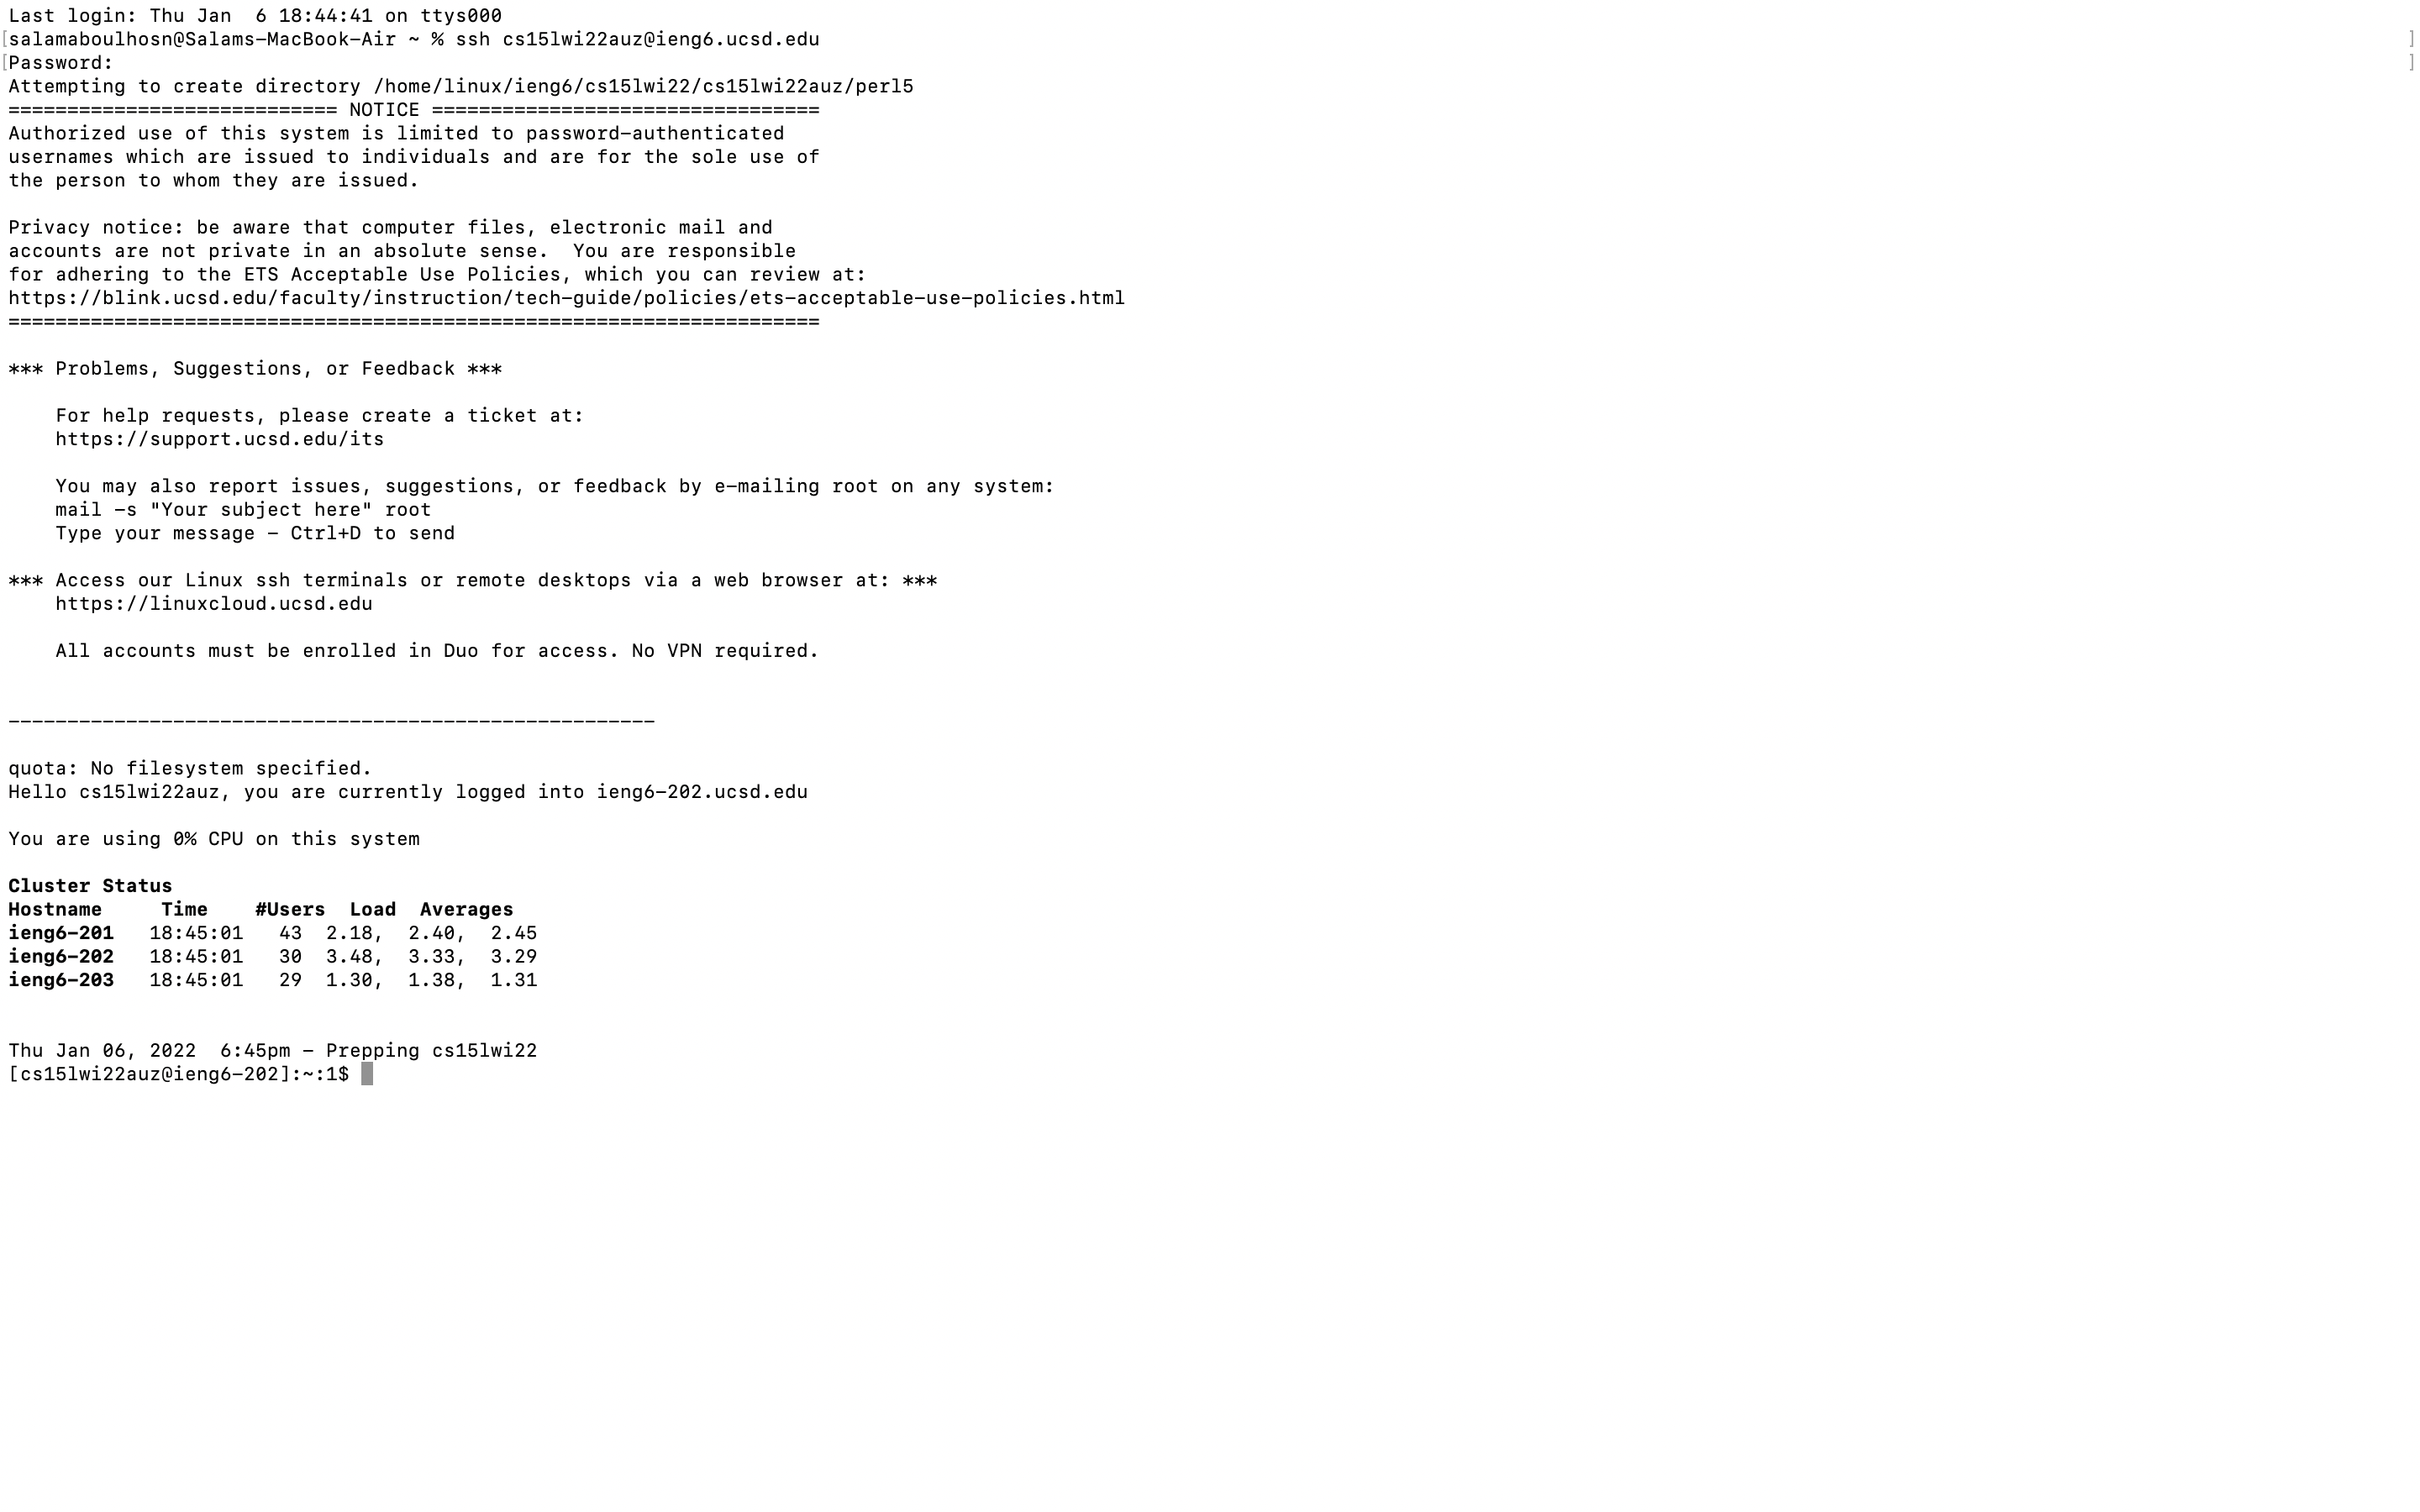 Last login: Thu Jan  6 18:44:41 on ttys000
[salamaboulhosn@Salams-MacBook-Air ~ % ssh cs15lwi22auz@ieng6.ucsd.edu ]
[Password: ]
Attempting to create directory /home/linux/ieng6/cs15lwi22/cs15lwi22auz/perl5
============================ NOTICE =================================
Authorized use of this system is limited to password-authenticated
usernames which are issued to individuals and are for the sole use of
the person to whom they are issued.

Privacy notice: be aware that computer files, electronic mail and
accounts are not private in an absolute sense.  You are responsible
for adhering to the ETS Acceptable Use Policies, which you can review at:
https://blink.ucsd.edu/faculty/instruction/tech-guide/policies/ets-acceptable-use-policies.html
=====================================================================

*** Problems, Suggestions, or Feedback ***

    For help requests, please create a ticket at:
    https://support.ucsd.edu/its

    You may also report issues, suggestions, or feedback by e-mailing root on any system:
    mail -s "Your subject here" root
    Type your message - Ctrl+D to send

*** Access our Linux ssh terminals or remote desktops via a web browser at: ***
    https://linuxcloud.ucsd.edu

    All accounts must be enrolled in Duo for access. No VPN required.


-------------------------------------------------------

quota: No filesystem specified.
Hello cs15lwi22auz, you are currently logged into ieng6-202.ucsd.edu

You are using 0% CPU on this system

Cluster Status
Hostname     Time    #Users  Load  Averages
ieng6-201   18:45:01   43  2.18,  2.40,  2.45
ieng6-202   18:45:01   30  3.48,  3.33,  3.29
ieng6-203   18:45:01   29  1.30,  1.38,  1.31


Thu Jan 06, 2022  6:45pm - Prepping cs15lwi22
[cs15lwi22auz@ieng6-202]:~:1$